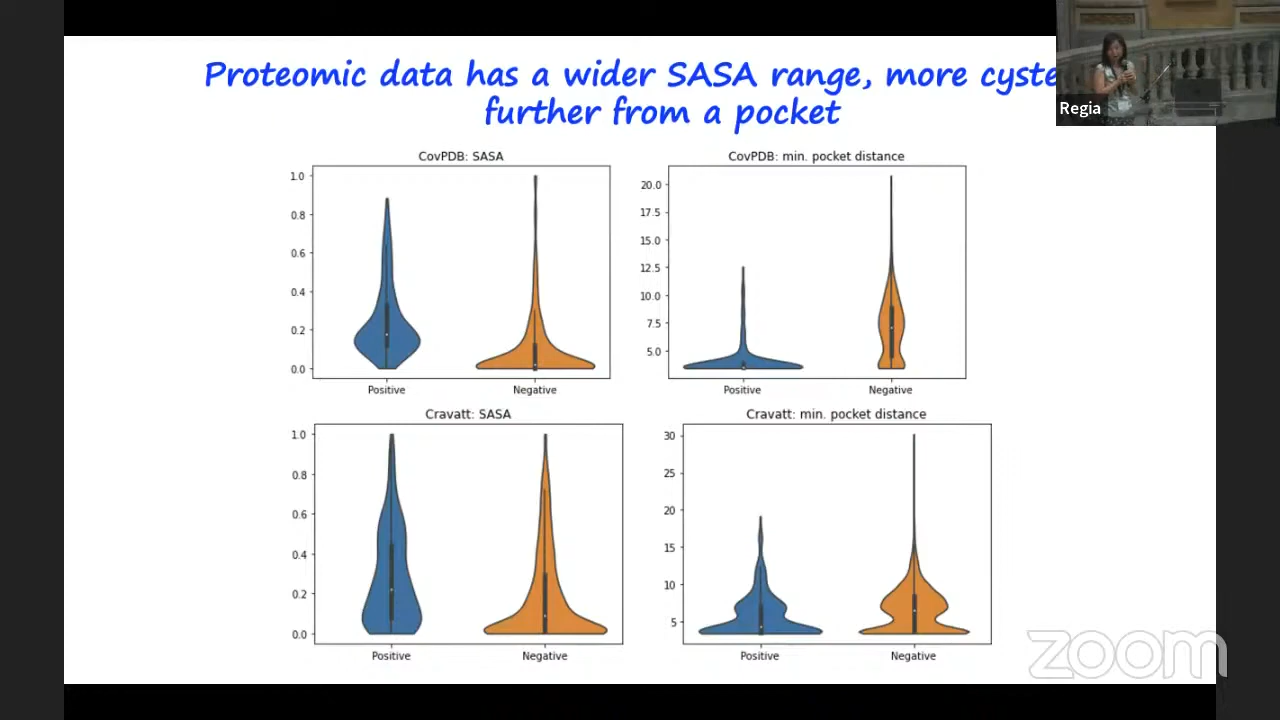 Proteomic data has a wider SASA range, more cyste
further from a pocket
Regia
CovPDB: SASA
1.0
0.8
0.6
0.4
0.2
0.0
Positive
Negative
CovPDB: min. pocket distance
20.0
17.5
15.0
12.5
10.0
7.5
5.0
Positive
Negative
Cravatt: SASA
1.0
0.8
0.6
0.4
0.2
0.0
Positive
Negative
Cravatt: min. pocket distance
30
25
20
15
10
5
Positive
Negative
zoom